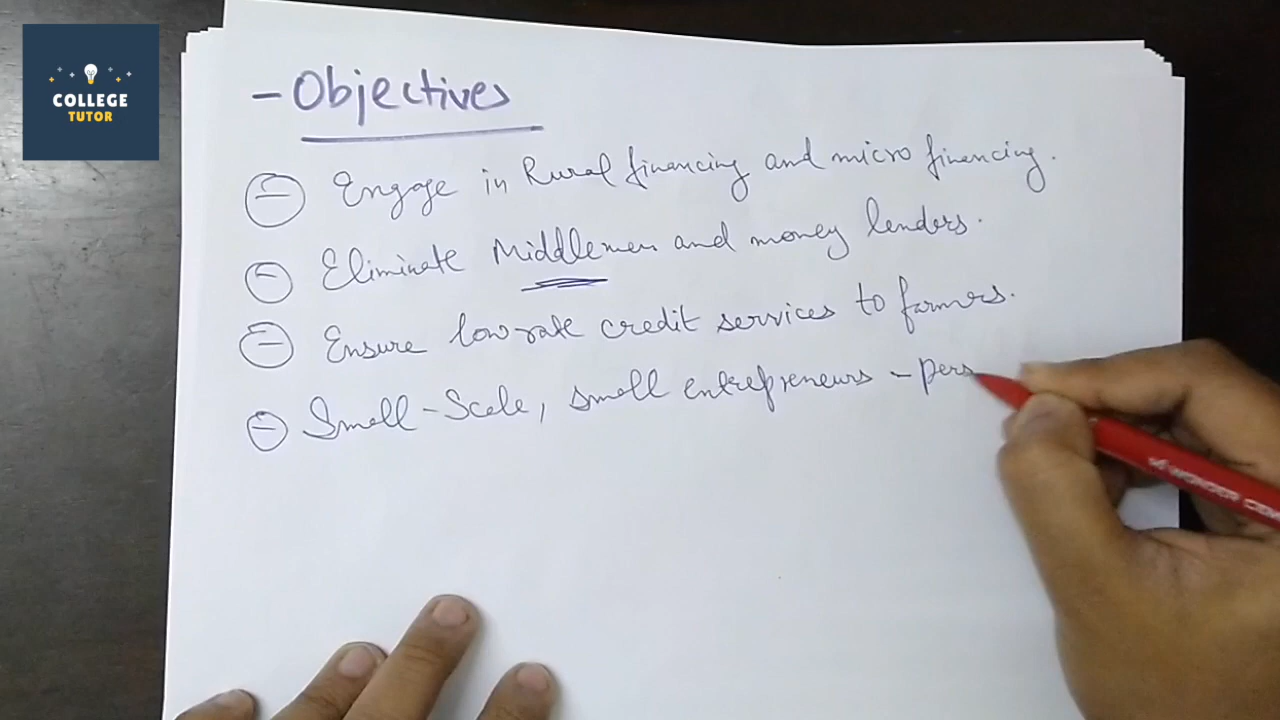 COLLEGE
TUTOR
- Objectives
Engage in Rural financing and micro financing.
Eliminate Middlemen and money lenders.
Ensure low rate credit services to farmers.
Small-Scale, small entrepreneurs - pers